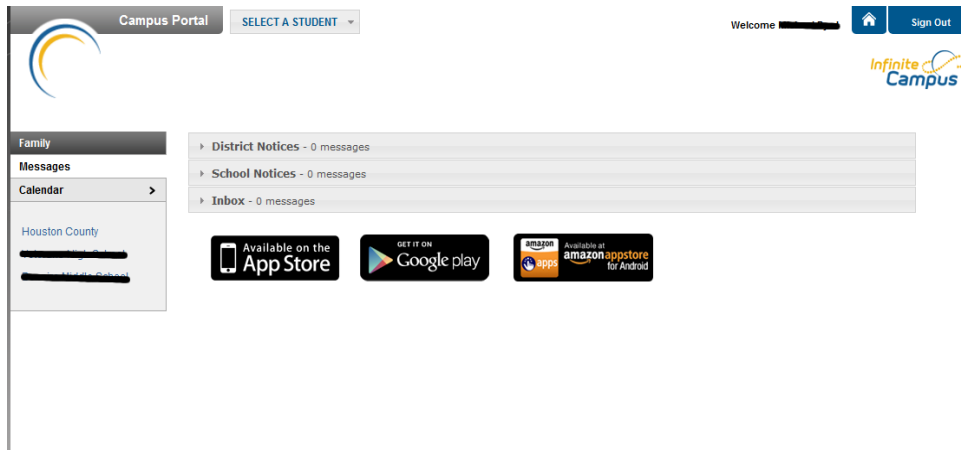 Campus Portal
SELECT A STUDENT
Welcome
Sign Out
Infinite
Campus
Family
Messages
Calendar
Houston County
District Notices - 0 messages
School Notices - 0 messages
Inbox - 0 messages
Available on the
App Store
GET IT ON
Google play
amazon
apps
Available at
amazon appstore
for Android